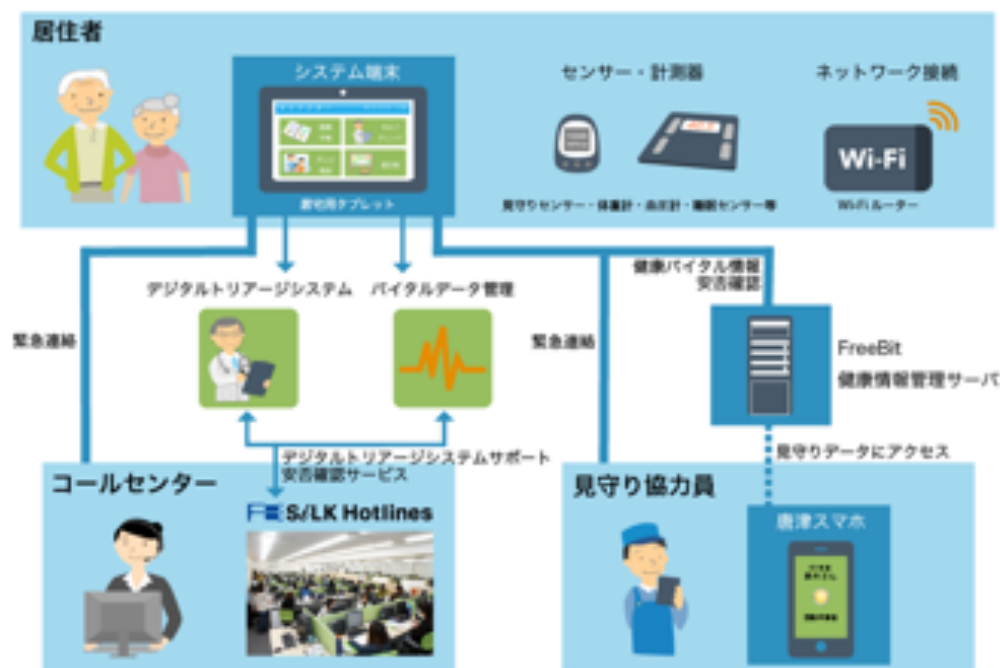 居住者
システム端末
居宅用タブレット
センサー・計測器
見守りセンサー・体重計・血圧計・睡眠センサー等
ネットワーク接続
Wi-Fi
Wi-Fiルーター
デジタルトリアージシステム
バイタルデータ管理
健康バイタル情報
安否確認
緊急連絡
緊急連絡
FreeBit
健康情報管理サーバ
デジタルトリアージシステムサポート
安否確認サービス
見守りデータにアクセス
コールセンター
S/LK Hotlines
見守り協力員
唐津スマホ